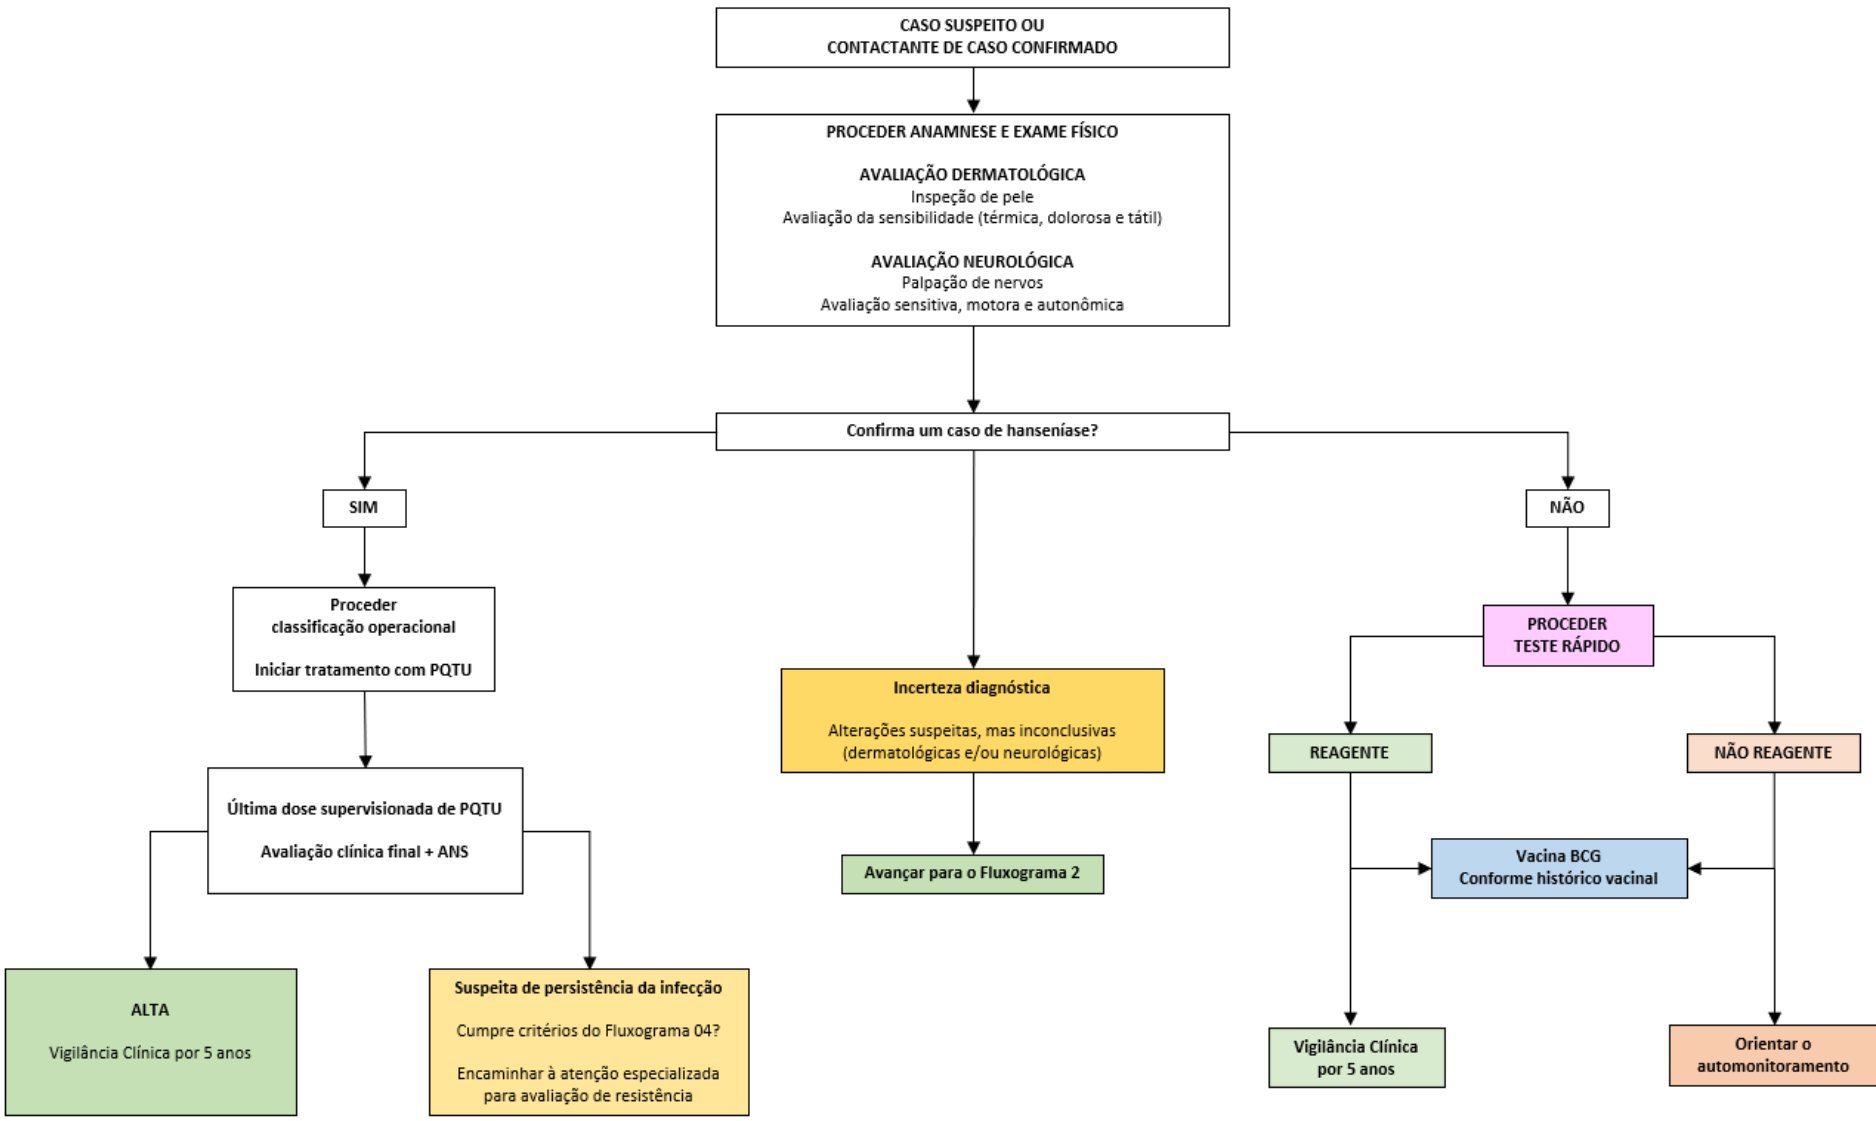 CASO SUSPEITO OU
CONTACTANTE DE CASO CONFIRMADO
PROCEDER ANAMNESE E EXAME FÍSICO
AVALIAÇÃO DERMATOLÓGICA
Inspeção de pele
Avaliação da sensibilidade (térmica, dolorosa e tátil)
AVALIAÇÃO NEUROLÓGICA
Palpação de nervos
Avaliação sensitiva, motora e autonômica
Confirma um caso de hanseníase?
SIM
Proceder
classificação operacional
Iniciar tratamento com PQTU
Última dose supervisionada de PQTU
Avaliação clínica final + ANS
ALTA
Vigilância Clínica por 5 anos
Suspeita de persistência da infecção
Cumpre critérios do Fluxograma 04?
Encaminhar à atenção especializada
para avaliação de resistência
Incerteza diagnóstica
Alterações suspeitas, mas inconclusivas
(dermatológicas e/ou neurológicas)
Avançar para o Fluxograma 2
NÃO
PROCEDER
TESTE RÁPIDO
REAGENTE
NÃO REAGENTE
Vacina BCG
Conforme histórico vacinal
Vigilância Clínica
por 5 anos
Orientar o
automonitoramento